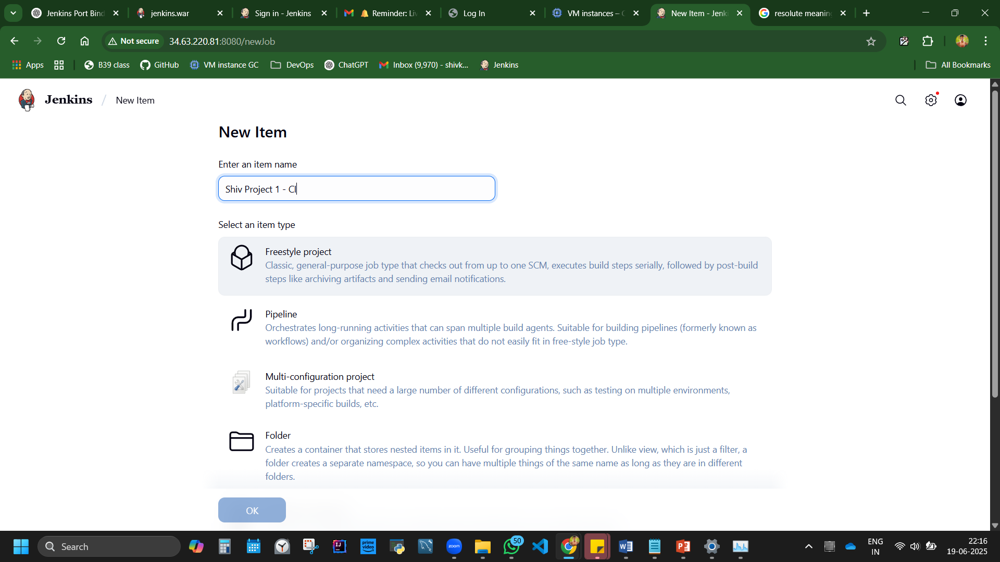 Jenkins Port Bind
jenkins.war
Sign in - Jenkins
Reminder: Liv
Log In
VM instances – C
New Item - Jenk
resolute meaning
Not secure
34.63.220.81:8080/newJob
Apps
B39 class
GitHub
VM instance GC
DevOps
ChatGPT
Inbox (9,970) - shivk...
Jenkins
All Bookmarks
Jenkins / New Item
New Item
Enter an item name
Shiv Project 1 - CI
Select an item type
Freestyle project
Classic, general-purpose job type that checks out from up to one SCM, executes build steps serially, followed by post-build
steps like archiving artifacts and sending email notifications.
Pipeline
Orchestrates long-running activities that can span multiple build agents. Suitable for building pipelines (formerly known as
workflows) and/or organizing complex activities that do not easily fit in free-style job type.
Multi-configuration project
Suitable for projects that need a large number of different configurations, such as testing on multiple environments,
platform-specific builds, etc.
Folder
Creates a container that stores nested items in it. Useful for grouping things together. Unlike view, which is just a filter, a
folder creates a separate namespace, so you can have multiple things of the same name as long as they are in different
folders.
OK
Search
IJ
prime video
zoom
50
ENG
IN
22:16
19-06-2025